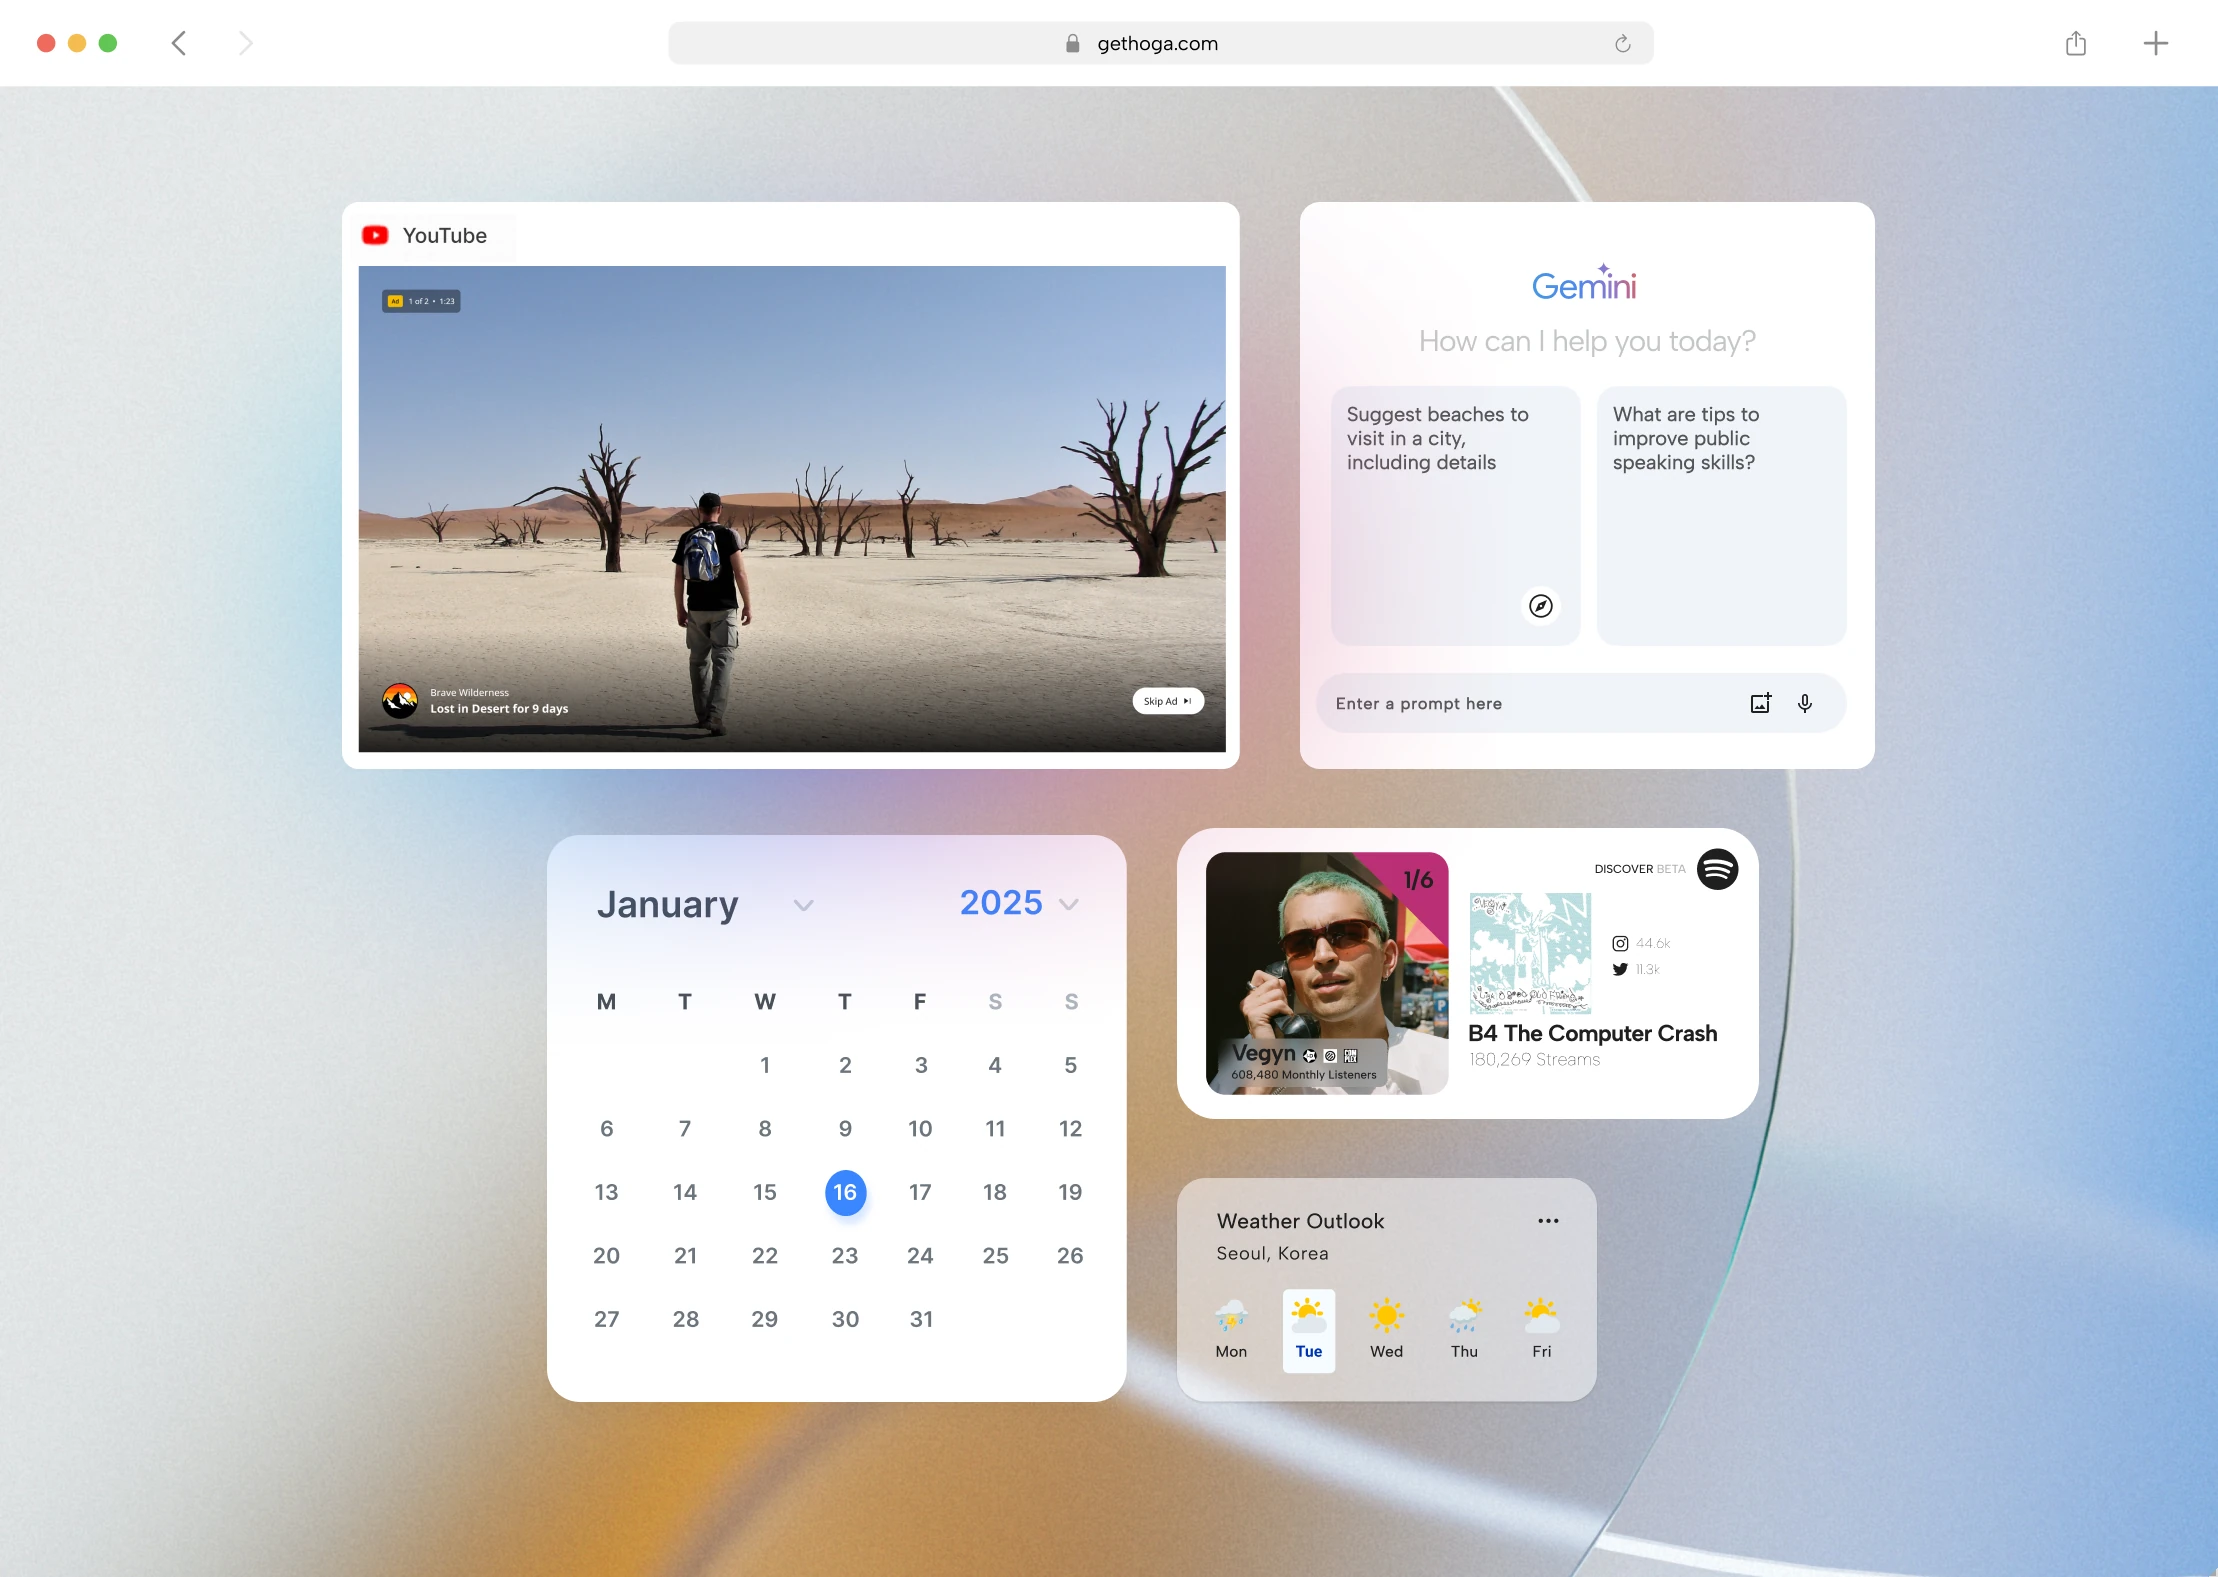 gethoga.com
YouTube
Ad 1 of 2 • 1:23
Brave Wilderness
Lost in Desert for 9 days
Skip Ad
Gemini
How can I help you today?
Suggest beaches to
visit in a city,
including details
What are tips to
improve public
speaking skills?
Enter a prompt here
January 2025
M T W T F S S
1 2 3 4 5
6 7 8 9 10 11 12
13 14 15 16 17 18 19
20 21 22 23 24 25 26
27 28 29 30 31
1/6
Vegyn
COMPLEX
608,480 Monthly Listeners
DISCOVER BETA
VEGYN
44.6k
11.3k
B4 The Computer Crash
180,269 Streams
Weather Outlook
Seoul, Korea
Mon Tue Wed Thu Fri